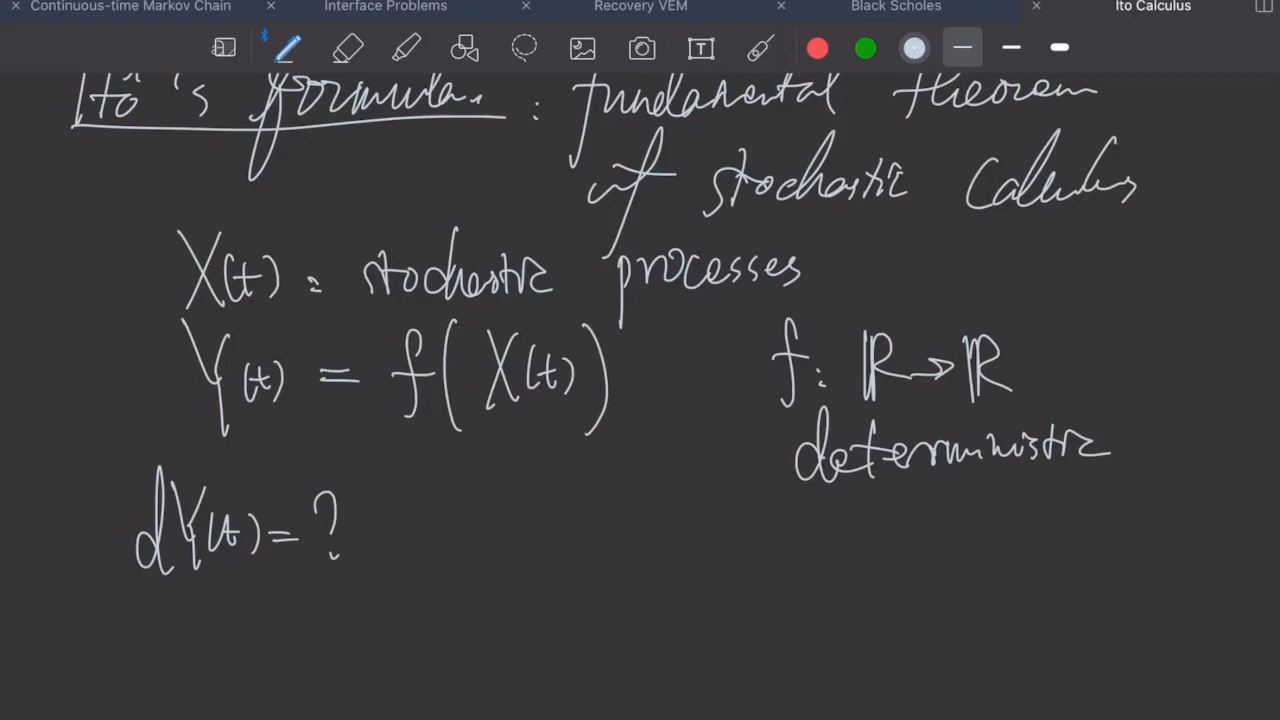 Continuous-time Markov Chain Interface Problems Recovery VEM Black Scholes Ito Calculus
Ito's formula. : fundamental theorem
of stochastic calculus
X(t) : stochastic processes
Y(t) = f(X(t)) f: ℝ → ℝ
deterministic
dY(t) = ?